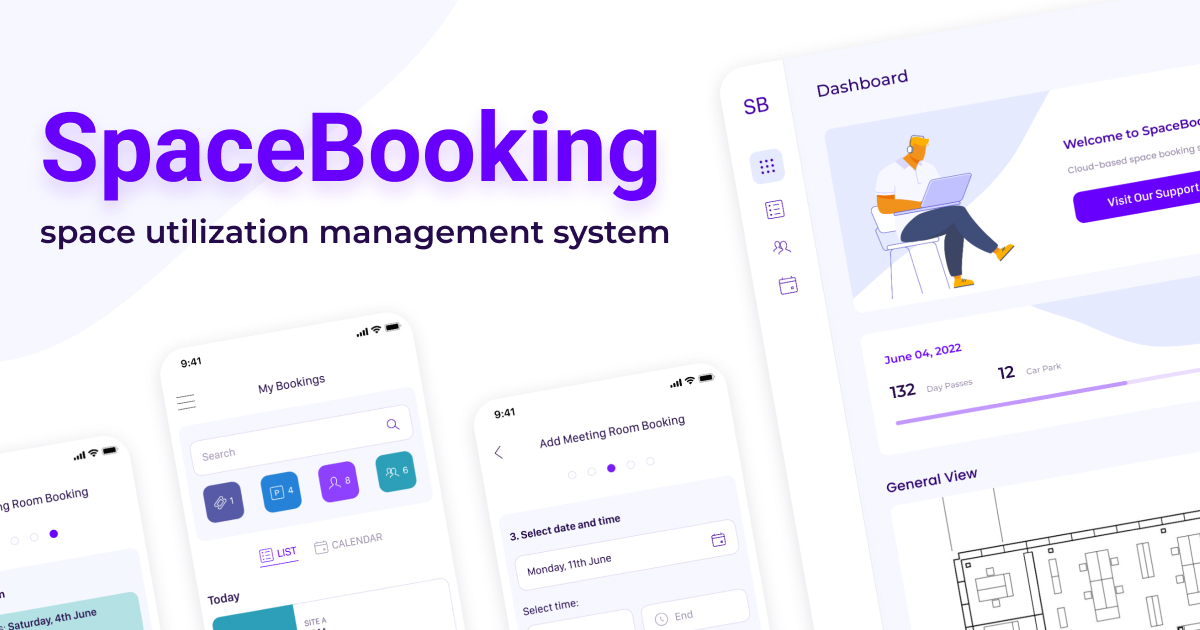 SpaceBooking
space utilization management system
SB
Dashboard
Welcome to
Cloud-based space booking
Visit Our Support
June 04, 2022
132 Day Passes
12 Car Park
General View
9:41
My Bookings
Search
1
P 4
8
6
LIST
CALENDAR
Today
SITE A
9:41
Add Meeting Room Booking
3. Select date and time
Monday, 11th June
Select time:
End
Room Booking
Saturday, 4th June